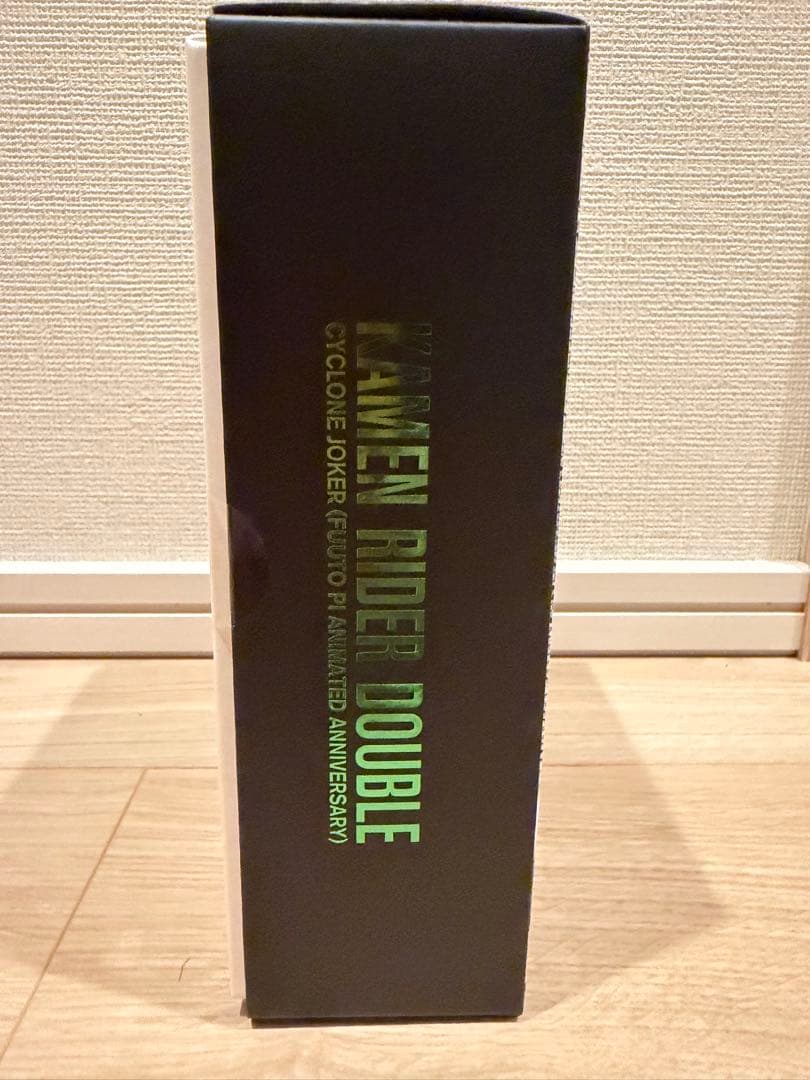 KAMEN RIDER DOUBLE
CYCLONE JOKER (FUUTO PI ANIMATED ANNIVERSARY)